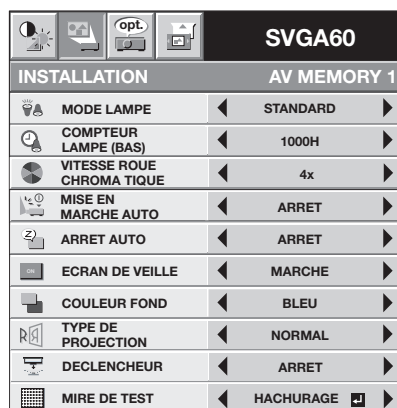 opt.
SVGA60
INSTALLATION AV MEMORY 1
MODE LAMPE STANDARD
COMPTEUR
LAMPE (BAS) 1000H
VITESSE ROUE
CHROMA TIQUE 4x
MISE EN
MARCHE AUTO ARRET
Z) ARRET AUTO ARRET
ON ECRAN DE VEILLE MARCHE
COULEUR FOND BLEU
TYPE DE
PROJECTION NORMAL
DECLENCHEUR ARRET
MIRE DE TEST HACHURAGE